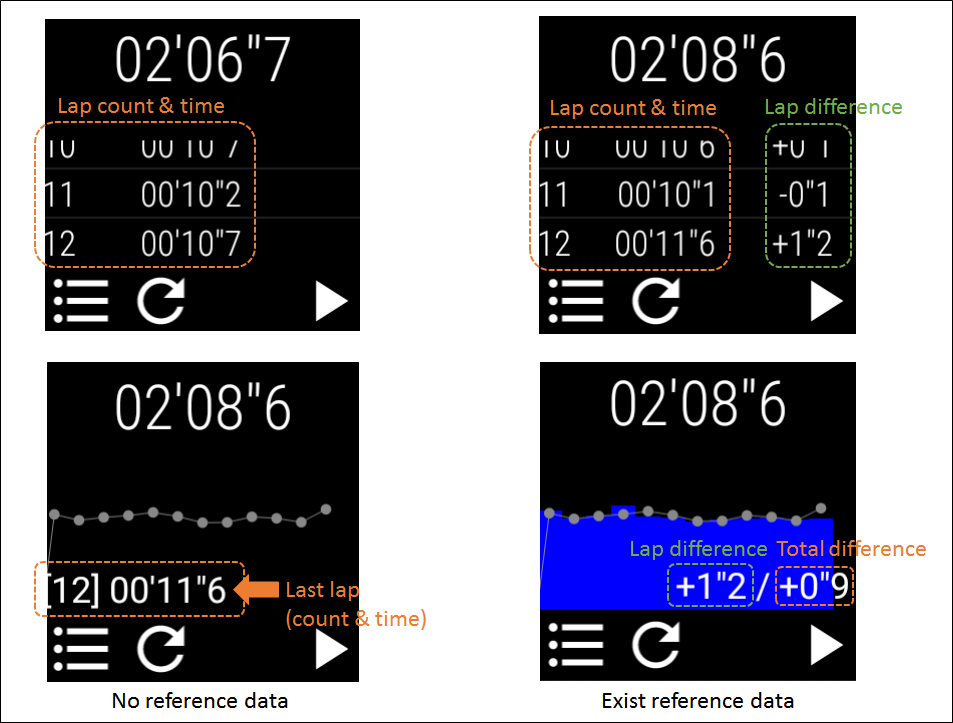 02'06"7
Lap count & time
10 00'10"7
11 00'10"2
12 00'10"7
02'08"6
Lap count & time Lap difference
10 00'10"6 +0"1
11 00'10"1 -0"1
12 00'11"6 +1"2
02'08"6
[12] 00'11"6
Last lap
(count & time)
No reference data
02'08"6
Lap difference Total difference
+1"2 / +0"9
Exist reference data